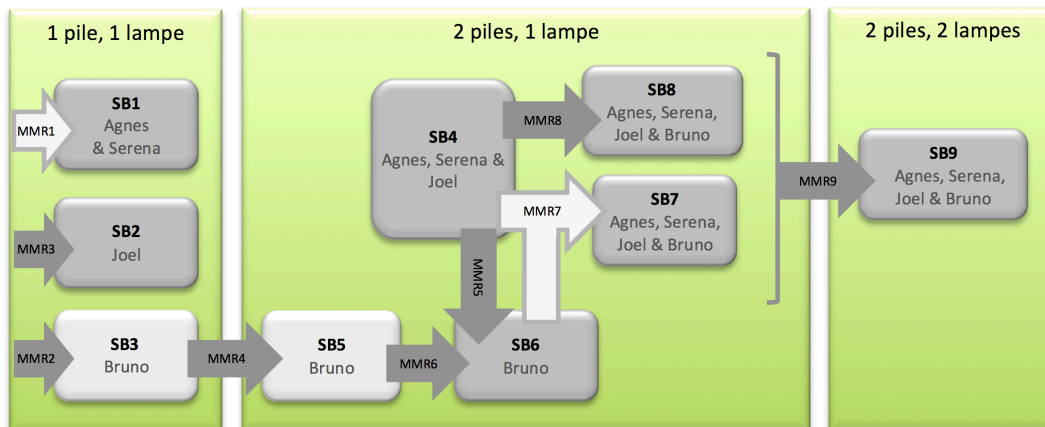 1 pile, 1 lampe
2 piles, 1 lampe
2 piles, 2 lampes
MMR1
SB1
Agnes
& Serena
MMR3
SB2
Joel
MMR2
SB3
Bruno
MMR4
SB5
Bruno
MMR6
SB4
Agnes, Serena &
Joel
MMR5
SB6
Bruno
MMR8
SB8
Agnes, Serena,
Joel & Bruno
MMR7
SB7
Agnes, Serena,
Joel & Bruno
MMR9
SB9
Agnes, Serena,
Joel & Bruno